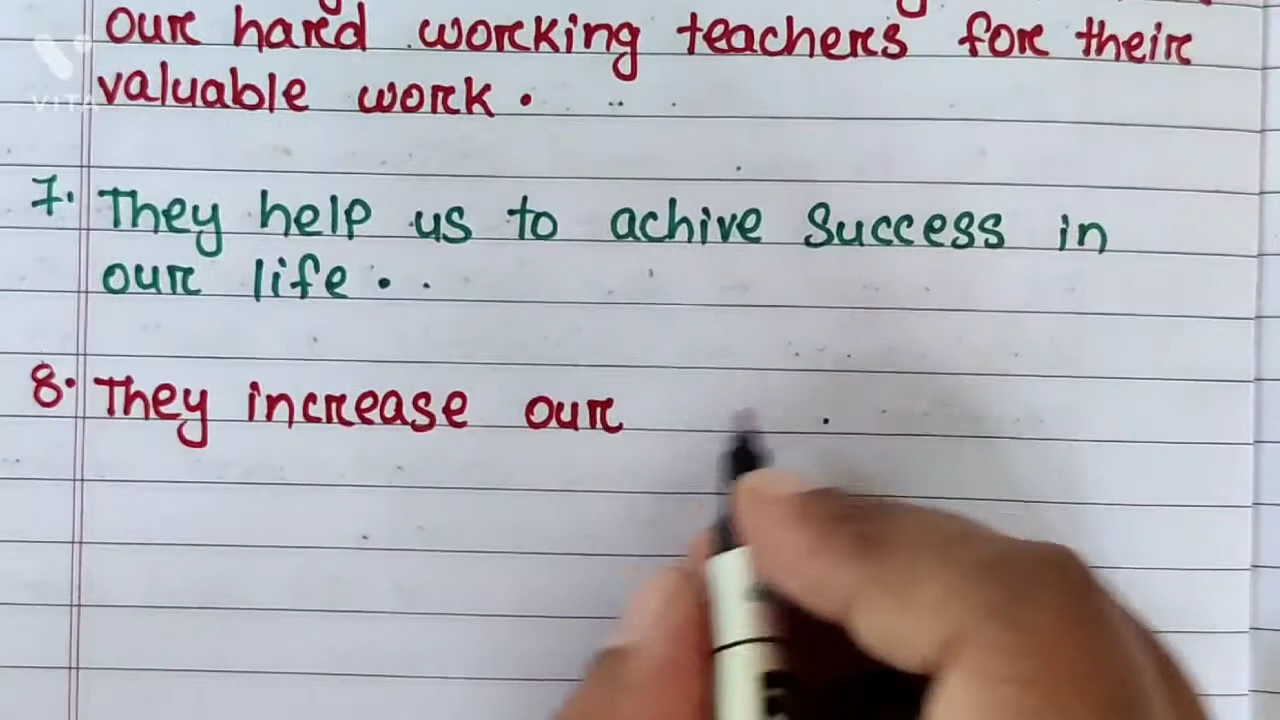 our hard working teachers for their
valuable work.
7. They help us to achive success in
our life.
8. They increase our
VITA